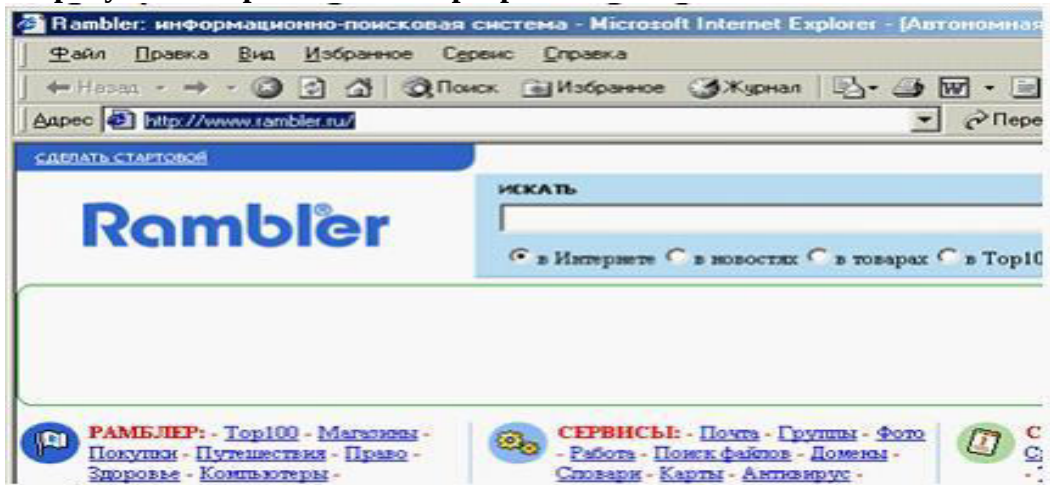 Rambler: информационно-поисковая система - Microsoft Internet Explorer - [Автономная
Файл Правка Вид Избранное Сервис Справка
Назад Поиск Избранное Журнал
Адрес http://www.rambler.ru/ Пере
СДЕЛАТЬ СТАРТОВОЙ
ИСКАТЬ
Rambler
в Интернете в новостях в товарах в Top10
РАМБЛЕР: - Top100 - Магазины -
Покупки - Путешествия - Право -
Здоровье - Компьютеры -
СЕРВИСЫ: - Почта - Группы - Фото
- Работа - Поиск файлов - Домены -
Словари - Карты - Антивирус -
С